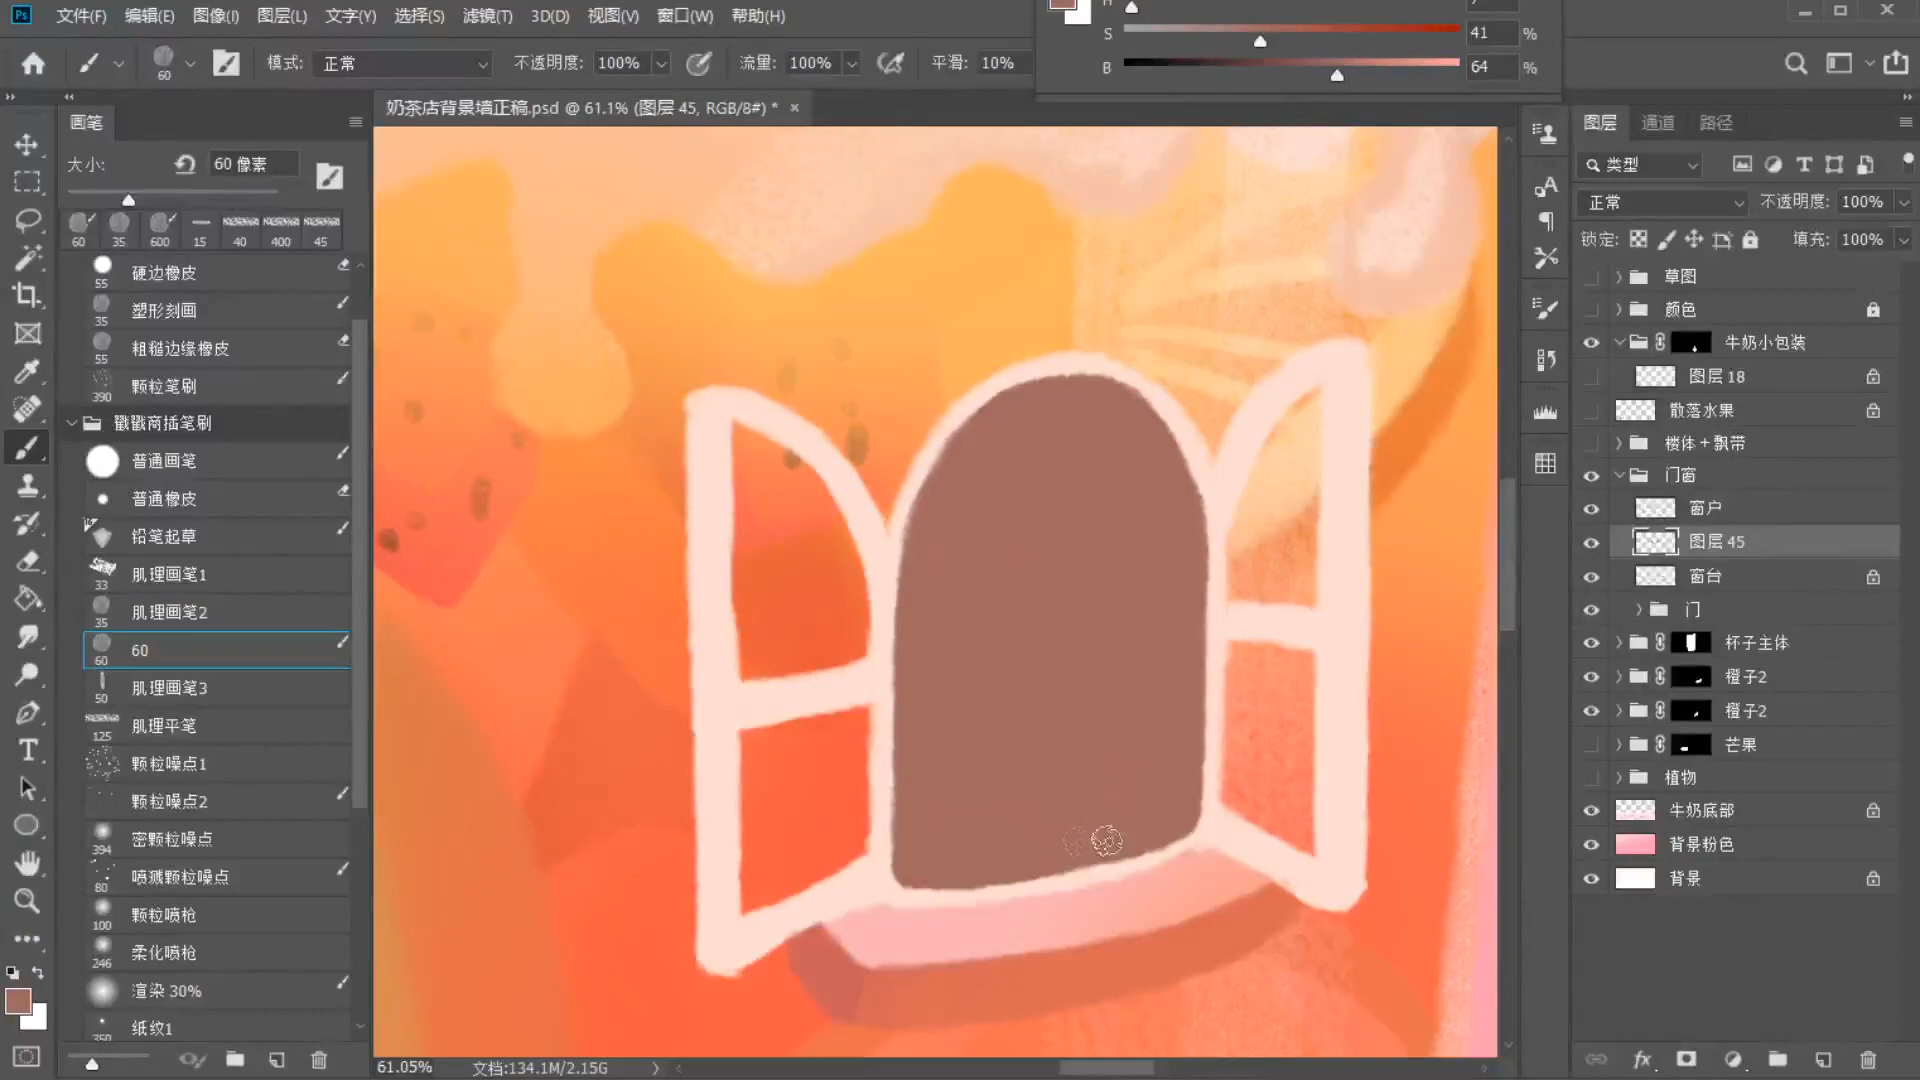 Ps 文件(F) 编辑(E) 图像(I) 图层(L) 文字(Y) 选择(S) 滤镜(T) 3D(D) 视图(V) 窗口(W) 帮助(H)
60 模式: 正常 不透明度: 100% 流量: 100% 平滑: 10%
S 41 %
B 64 %
奶茶店背景墙正稿.psd @ 61.1% (图层 45, RGB/8#) *
画笔
大小: 60 像素
60 35 600 15 40 400 45
硬边橡皮
55
塑形刻画
35
粗糙边缘橡皮
55
颗粒笔刷
390
戳戳商插笔刷
普通画笔
普通橡皮
铅笔起草
肌理画笔1
33
肌理画笔2
35
60
60
肌理画笔3
50
肌理平笔
125
颗粒噪点1
颗粒噪点2
密颗粒噪点
394
喷溅颗粒噪点
80
颗粒喷枪
100
柔化喷枪
246
渲染 30%
纸纹1
61.05% 文档:134.1M/2.15G
图层 通道 路径
类型
正常 不透明度: 100%
锁定: 填充: 100%
草图
颜色
牛奶小包装
图层 18
散落水果
楼体＋飘带
门窗
窗户
图层 45
窗台
门
杯子主体
橙子2
橙子2
芒果
植物
牛奶底部
背景粉色
背景